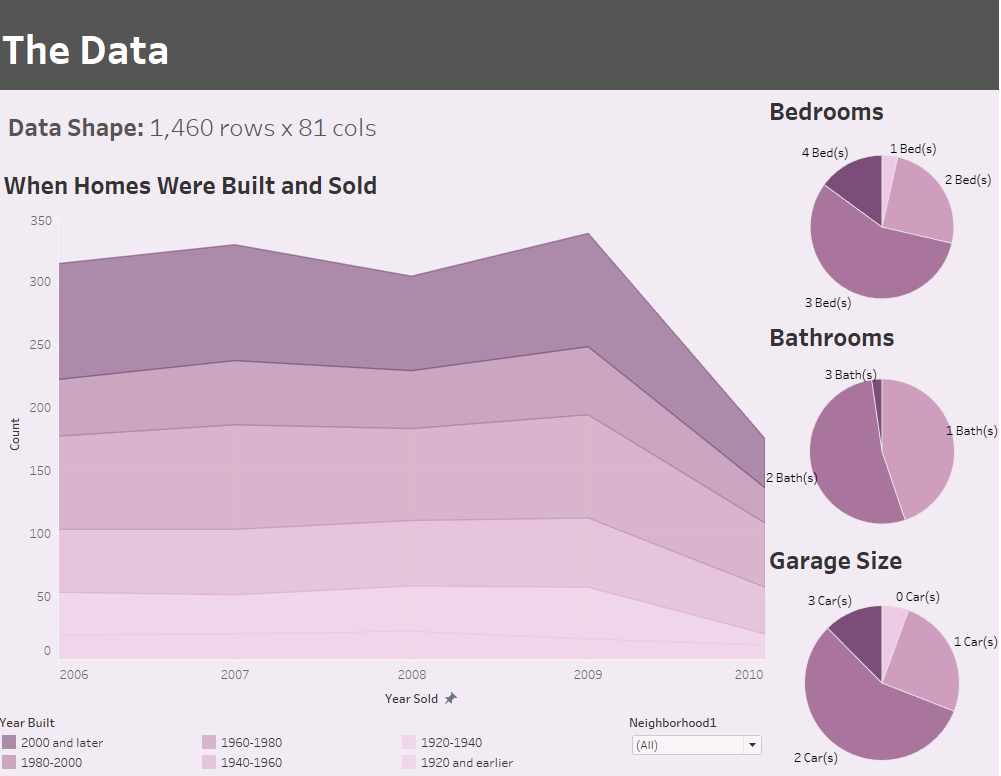 The Data
Data Shape: 1,460 rows x 81 cols
When Homes Were Built and Sold
350
300
250
200
150
100
50
0
Count
2006
2007
2008
2009
2010
Year Sold
Year Built
2000 and later
1960-1980
1920-1940
1980-2000
1940-1960
1920 and earlier
Neighborhood1
(All)
Bedrooms
4 Bed(s)
1 Bed(s)
2 Bed(s)
3 Bed(s)
Bathrooms
3 Bath(s)
1 Bath(s)
2 Bath(s)
Garage Size
3 Car(s)
0 Car(s)
1 Car(s)
2 Car(s)